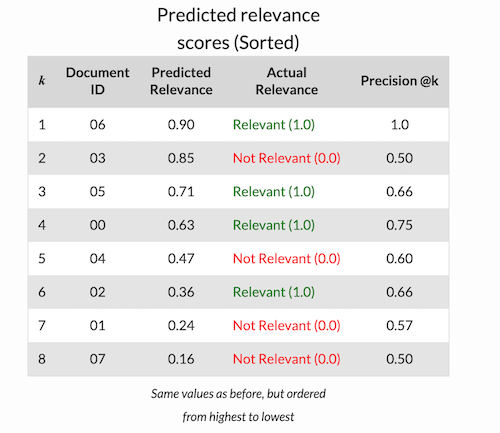 Predicted relevance
scores (Sorted)
k Document ID Predicted Relevance Actual Relevance Precision @k
1 06 0.90 Relevant (1.0) 1.0
2 03 0.85 Not Relevant (0.0) 0.50
3 05 0.71 Relevant (1.0) 0.66
4 00 0.63 Relevant (1.0) 0.75
5 04 0.47 Not Relevant (0.0) 0.60
6 02 0.36 Relevant (1.0) 0.66
7 01 0.24 Not Relevant (0.0) 0.57
8 07 0.16 Not Relevant (0.0) 0.50
Same values as before, but ordered
from highest to lowest